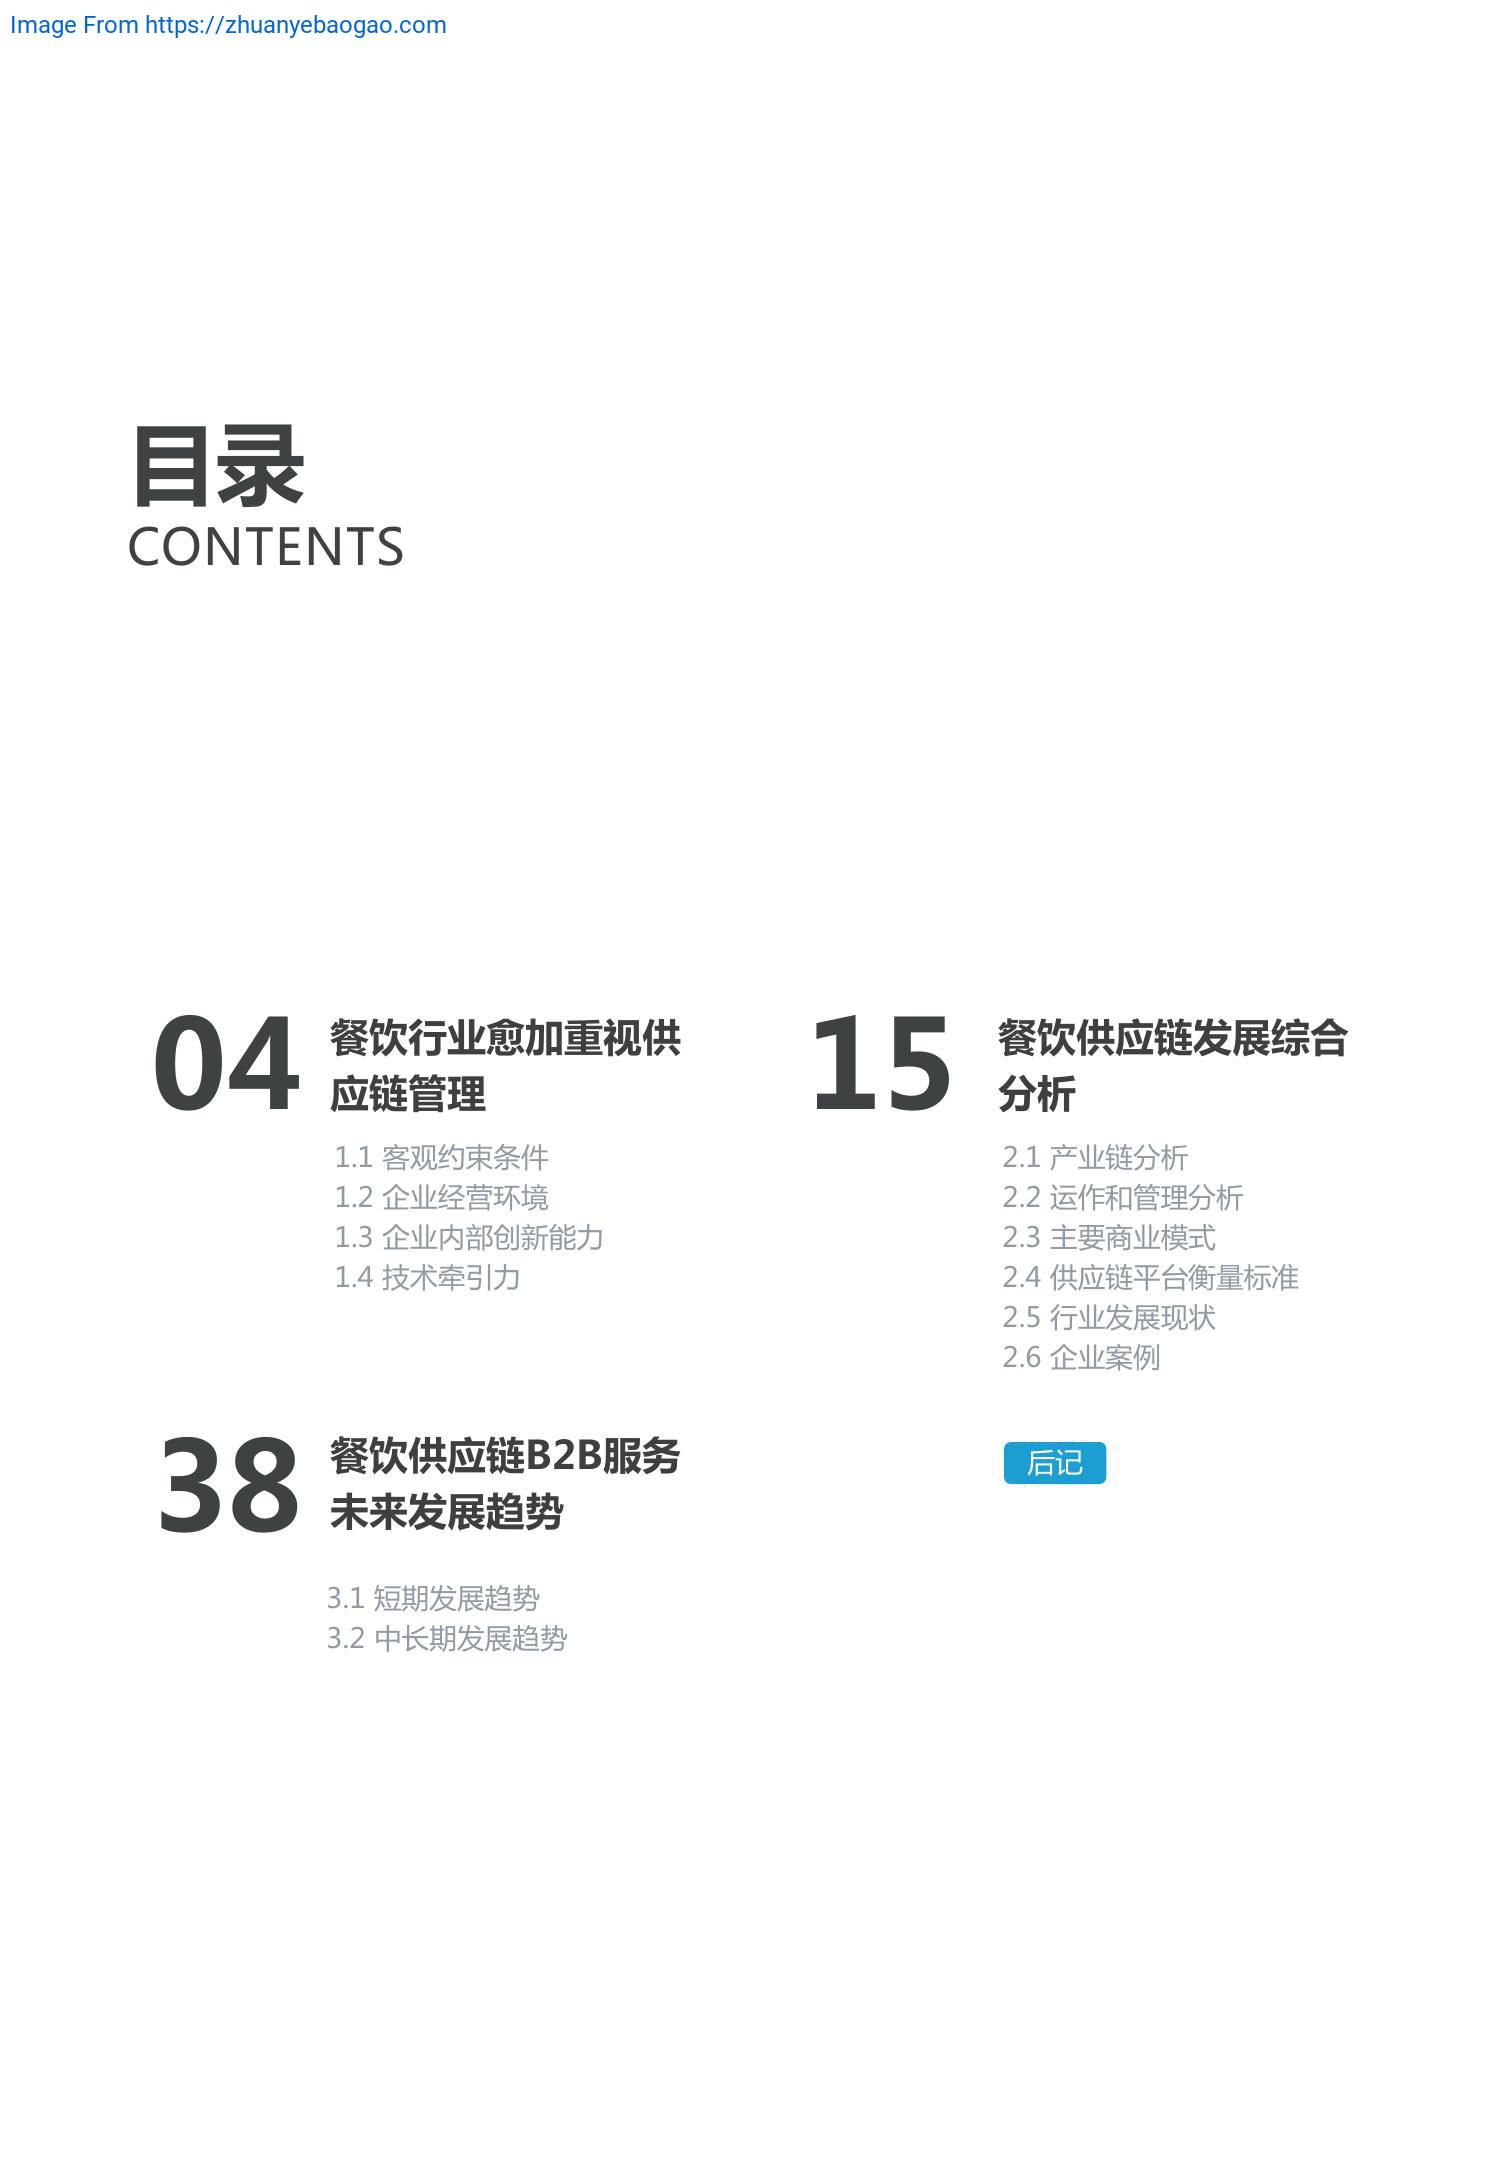 Image From https://zhuanyebaogao.com
目录
CONTENTS
04
餐饮行业愈加重视供
应链管理
1.1 客观约束条件
1.2 企业经营环境
1.3 企业内部创新能力
1.4 技术牵引力
15
餐饮供应链发展综合
分析
2.1 产业链分析
2.2 运作和管理分析
2.3 主要商业模式
2.4 供应链平台衡量标准
2.5 行业发展现状
2.6 企业案例
38
餐饮供应链B2B服务
未来发展趋势
3.1 短期发展趋势
3.2 中长期发展趋势
后记